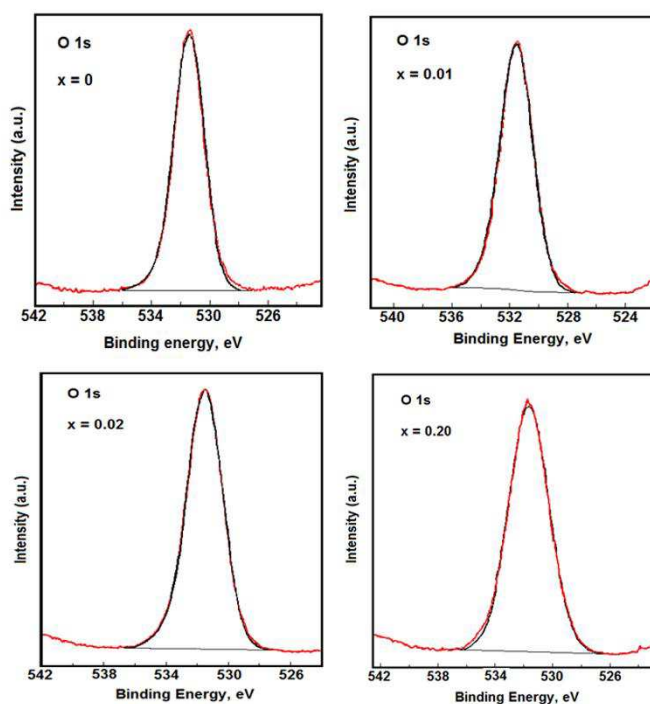 O 1s
x = 0
Intensity (a.u.)
542 538 534 530 526
Binding energy, eV
O 1s
x = 0.01
Intensity (a.u.)
540 536 532 528 524
Binding Energy, eV
O 1s
x = 0.02
Intensity (a.u.)
542 538 534 530 526
Binding Energy, eV
O 1s
x = 0.20
Intensity (a.u.)
542 538 534 530 526
Binding Energy, eV